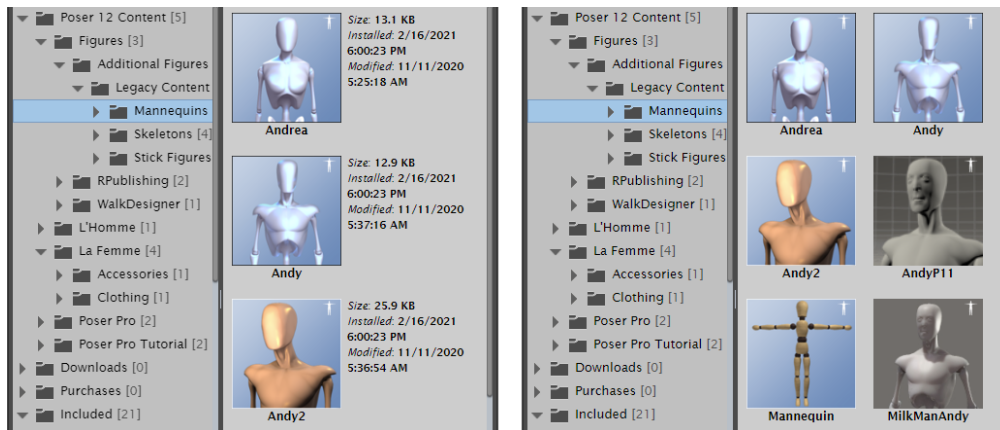 Poser 12 Content [5]
Figures [3]
Additional Figures
Legacy Content
Mannequins
Skeletons [4]
Stick Figures
RPublishing [2]
WalkDesigner [1]
L'Homme [1]
La Femme [4]
Accessories [1]
Clothing [1]
Poser Pro [2]
Poser Pro Tutorial [2]
Downloads [0]
Purchases [0]
Included [21]
Size: 13.1 KB
Installed: 2/16/2021
6:00:23 PM
Modified: 11/11/2020
5:25:18 AM
Andrea
Size: 12.9 KB
Installed: 2/16/2021
6:00:23 PM
Modified: 11/11/2020
5:37:16 AM
Andy
Size: 25.9 KB
Installed: 2/16/2021
6:00:23 PM
Modified: 11/11/2020
5:36:54 AM
Andy2
Poser 12 Content [5]
Figures [3]
Additional Figures
Legacy Content
Mannequins
Skeletons [4]
Stick Figures
RPublishing [2]
WalkDesigner [1]
L'Homme [1]
La Femme [4]
Accessories [1]
Clothing [1]
Poser Pro [2]
Poser Pro Tutorial [2]
Downloads [0]
Purchases [0]
Included [21]
Andrea
Andy
Andy2
AndyP11
Mannequin
MilkManAndy